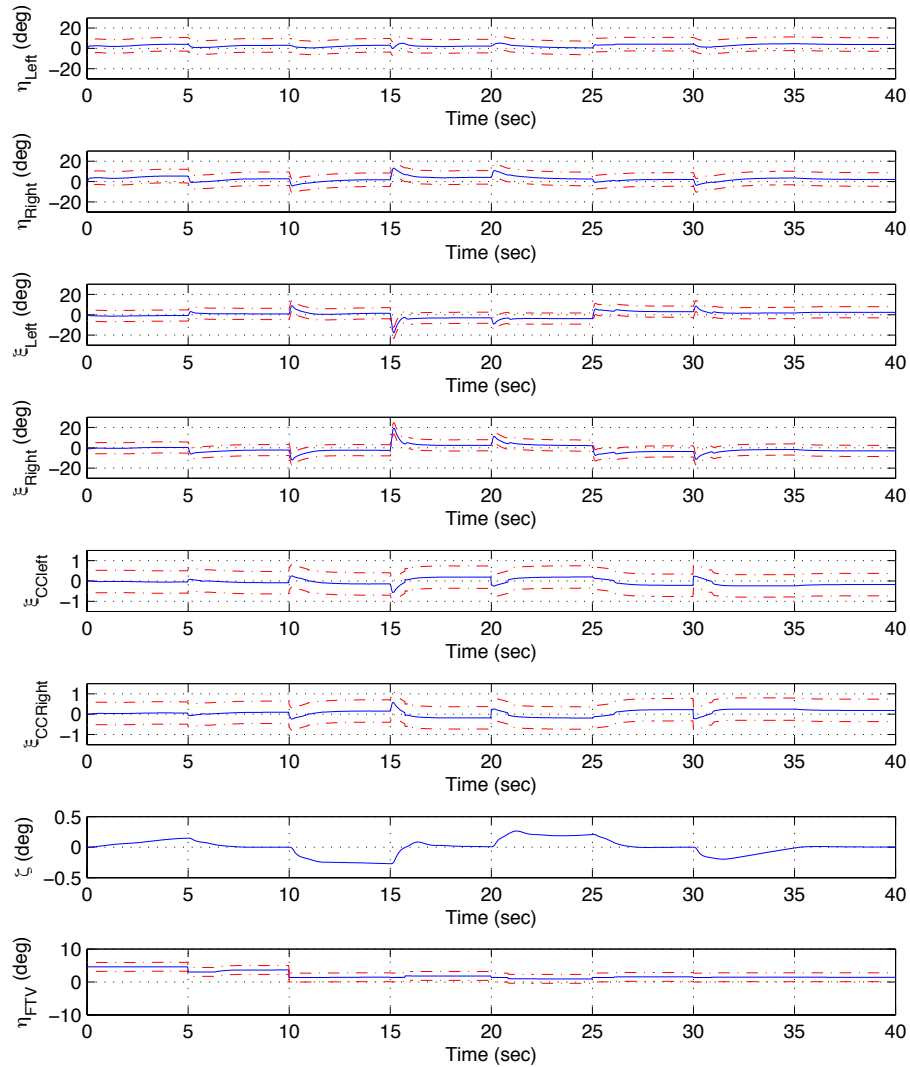 η_Left (deg)
20
0
−20
0 5 10 15 20 25 30 35 40
Time (sec)
η_Right (deg)
20
0
−20
0 5 10 15 20 25 30 35 40
Time (sec)
ξ_Left (deg)
20
0
−20
0 5 10 15 20 25 30 35 40
Time (sec)
ξ_Right (deg)
20
0
−20
0 5 10 15 20 25 30 35 40
Time (sec)
ξ_CCleft
1
0
−1
0 5 10 15 20 25 30 35 40
Time (sec)
ξ_CCRight
1
0
−1
0 5 10 15 20 25 30 35 40
Time (sec)
ζ (deg)
0.5
0
−0.5
0 5 10 15 20 25 30 35 40
Time (sec)
η_FTV (deg)
10
0
−10
0 5 10 15 20 25 30 35 40
Time (sec)